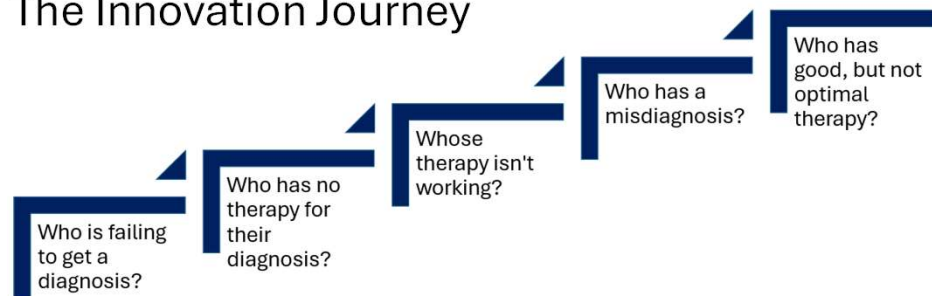 The Innovation Journey
Who is failing
to get a
diagnosis?
Who has no
therapy for
their
diagnosis?
Whose
therapy isn't
working?
Who has a
misdiagnosis?
Who has
good, but not
optimal
therapy?